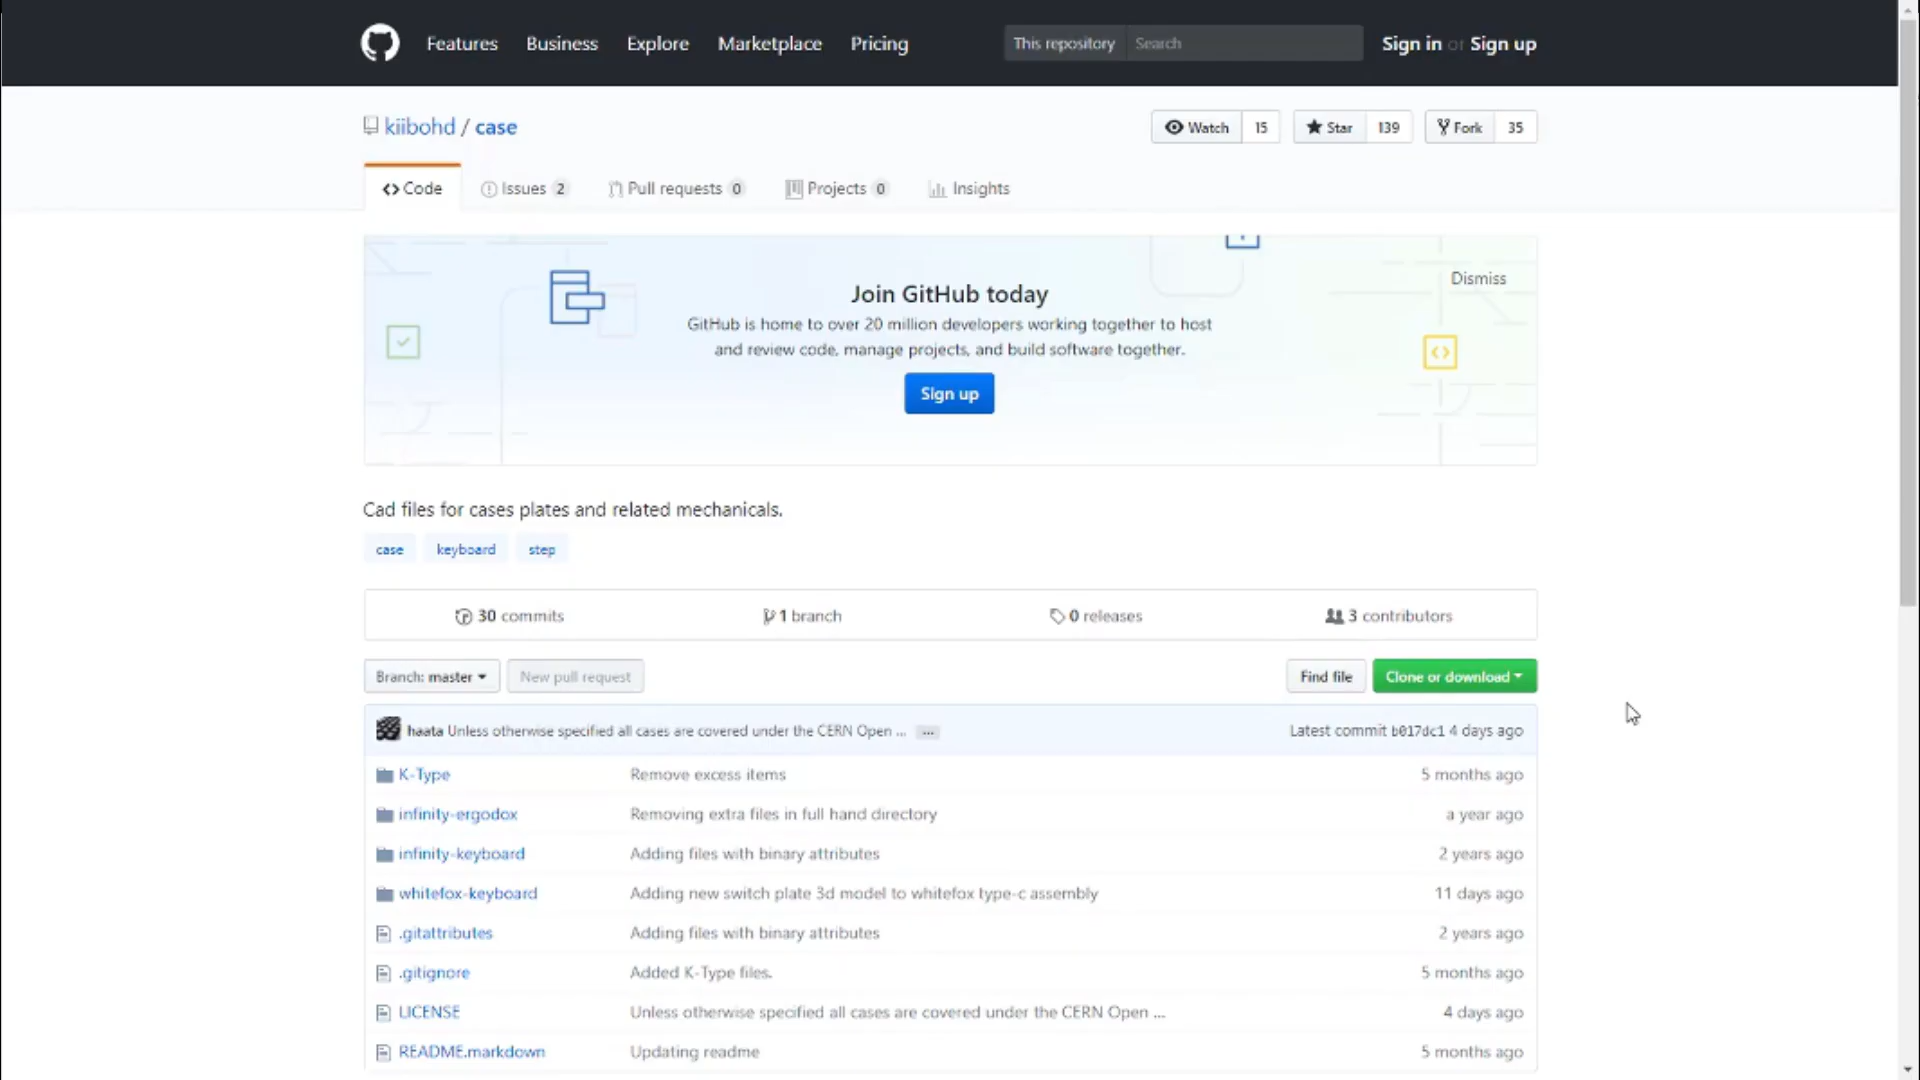 Features Business Explore Marketplace Pricing This repository Search Sign in or Sign up
kiibohd / case Watch 15 Star 139 Fork 35
Code Issues 2 Pull requests 0 Projects 0 Insights
Dismiss
Join GitHub today
GitHub is home to over 20 million developers working together to host
and review code, manage projects, and build software together.
Sign up
Cad files for cases plates and related mechanicals.
case keyboard step
30 commits 1 branch 0 releases 3 contributors
Branch: master New pull request Find file Clone or download
haata Unless otherwise specified all cases are covered under the CERN Open ... ... Latest commit b017dc1 4 days ago
K-Type Remove excess items 5 months ago
infinity-ergodox Removing extra files in full hand directory a year ago
infinity-keyboard Adding files with binary attributes 2 years ago
whitefox-keyboard Adding new switch plate 3d model to whitefox type-c assembly 11 days ago
.gitattributes Adding files with binary attributes 2 years ago
.gitignore Added K-Type files. 5 months ago
LICENSE Unless otherwise specified all cases are covered under the CERN Open ... 4 days ago
README.markdown Updating readme 5 months ago